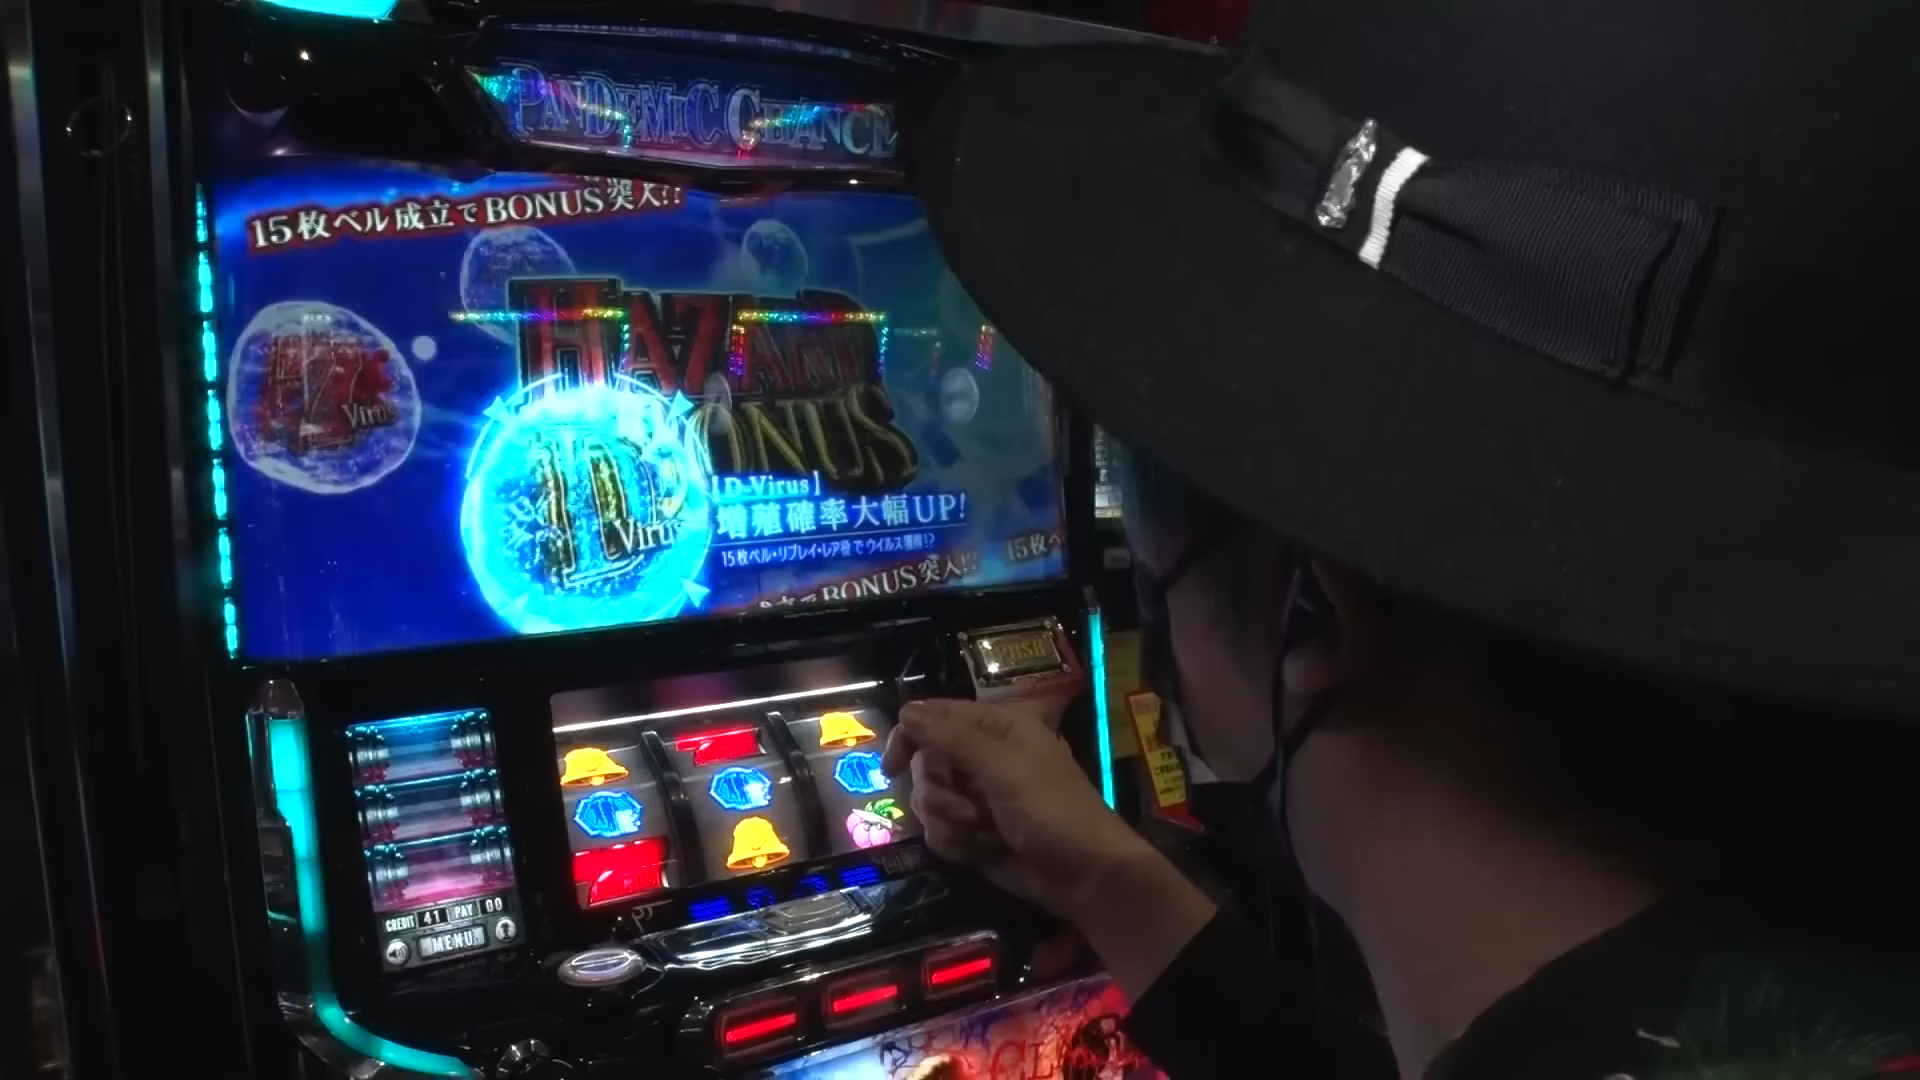 PANDEMIC CHANCE
15枚ベル成立でBONUS突入!!
HAZARD
BONUS
Virus
D
Virus
【D-Virus】
増殖確率大幅UP!
15枚ベル・リプレイ・レア役でウイルス獲得!?
BONUS突入!!
15枚ベ
PUSH
CREDIT 41 PAY 00
MENU